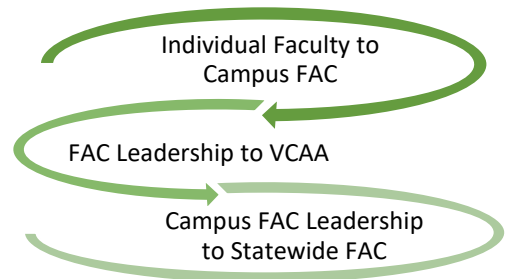 Individual Faculty to
Campus FAC
FAC Leadership to VCAA
Campus FAC Leadership
to Statewide FAC